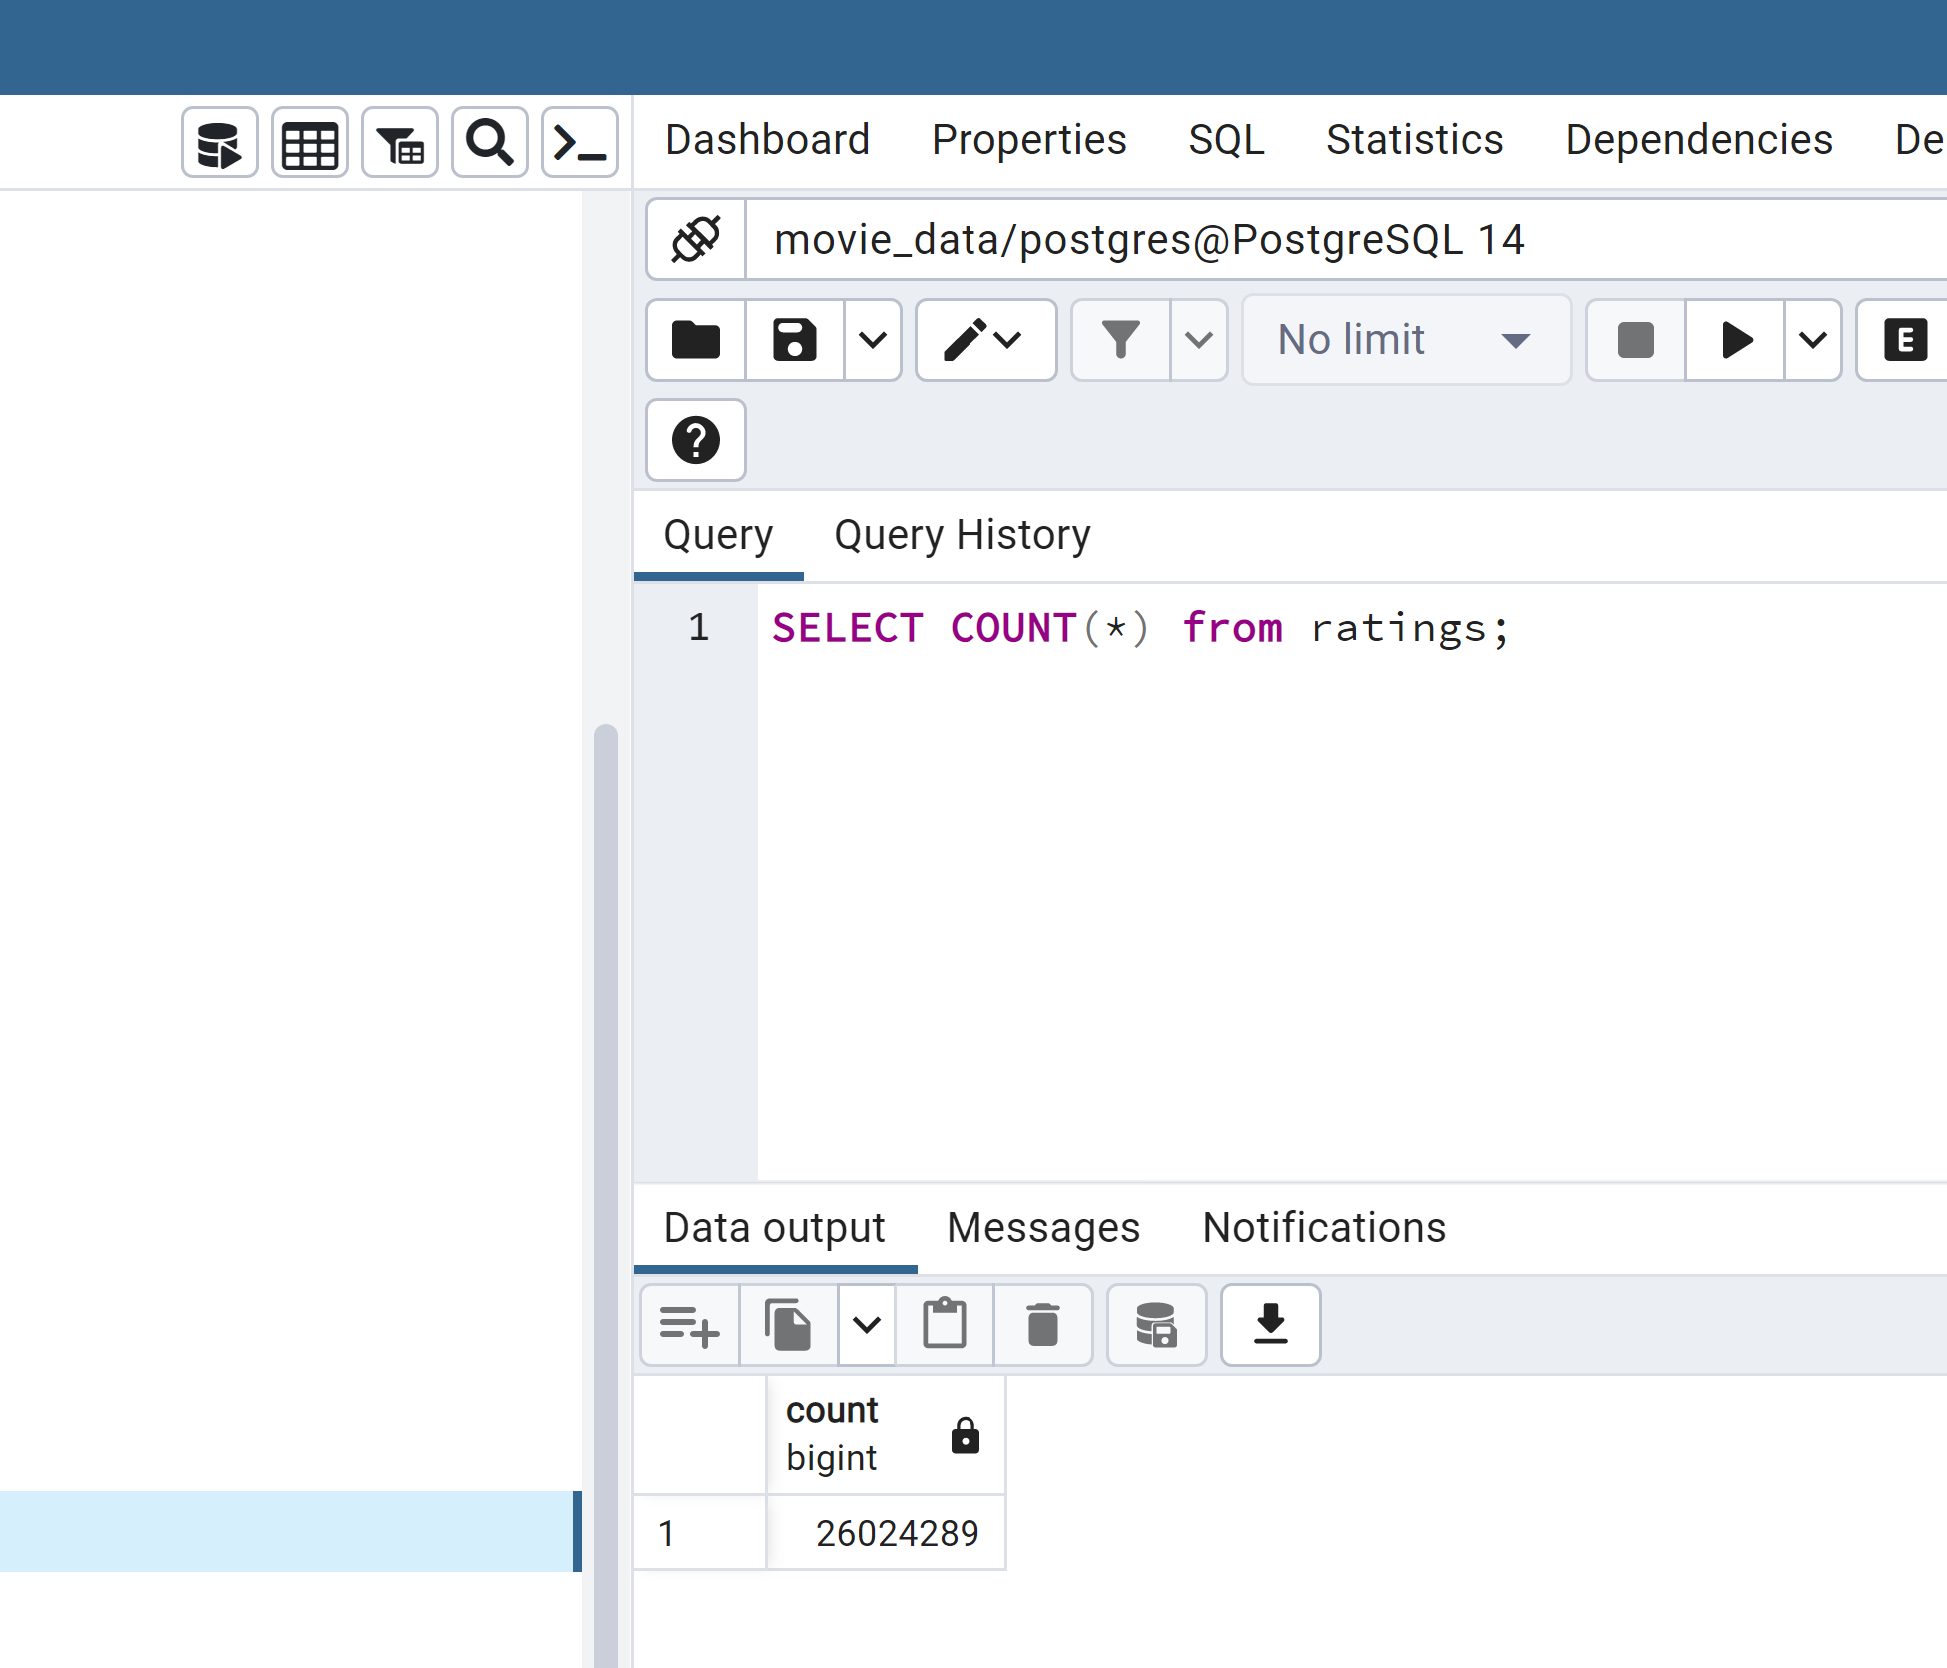 Dashboard Properties SQL Statistics Dependencies De
movie_data/postgres@PostgreSQL 14
No limit
E
?
Query Query History
1 SELECT COUNT(*) from ratings;
Data output Messages Notifications
count
bigint
1 26024289